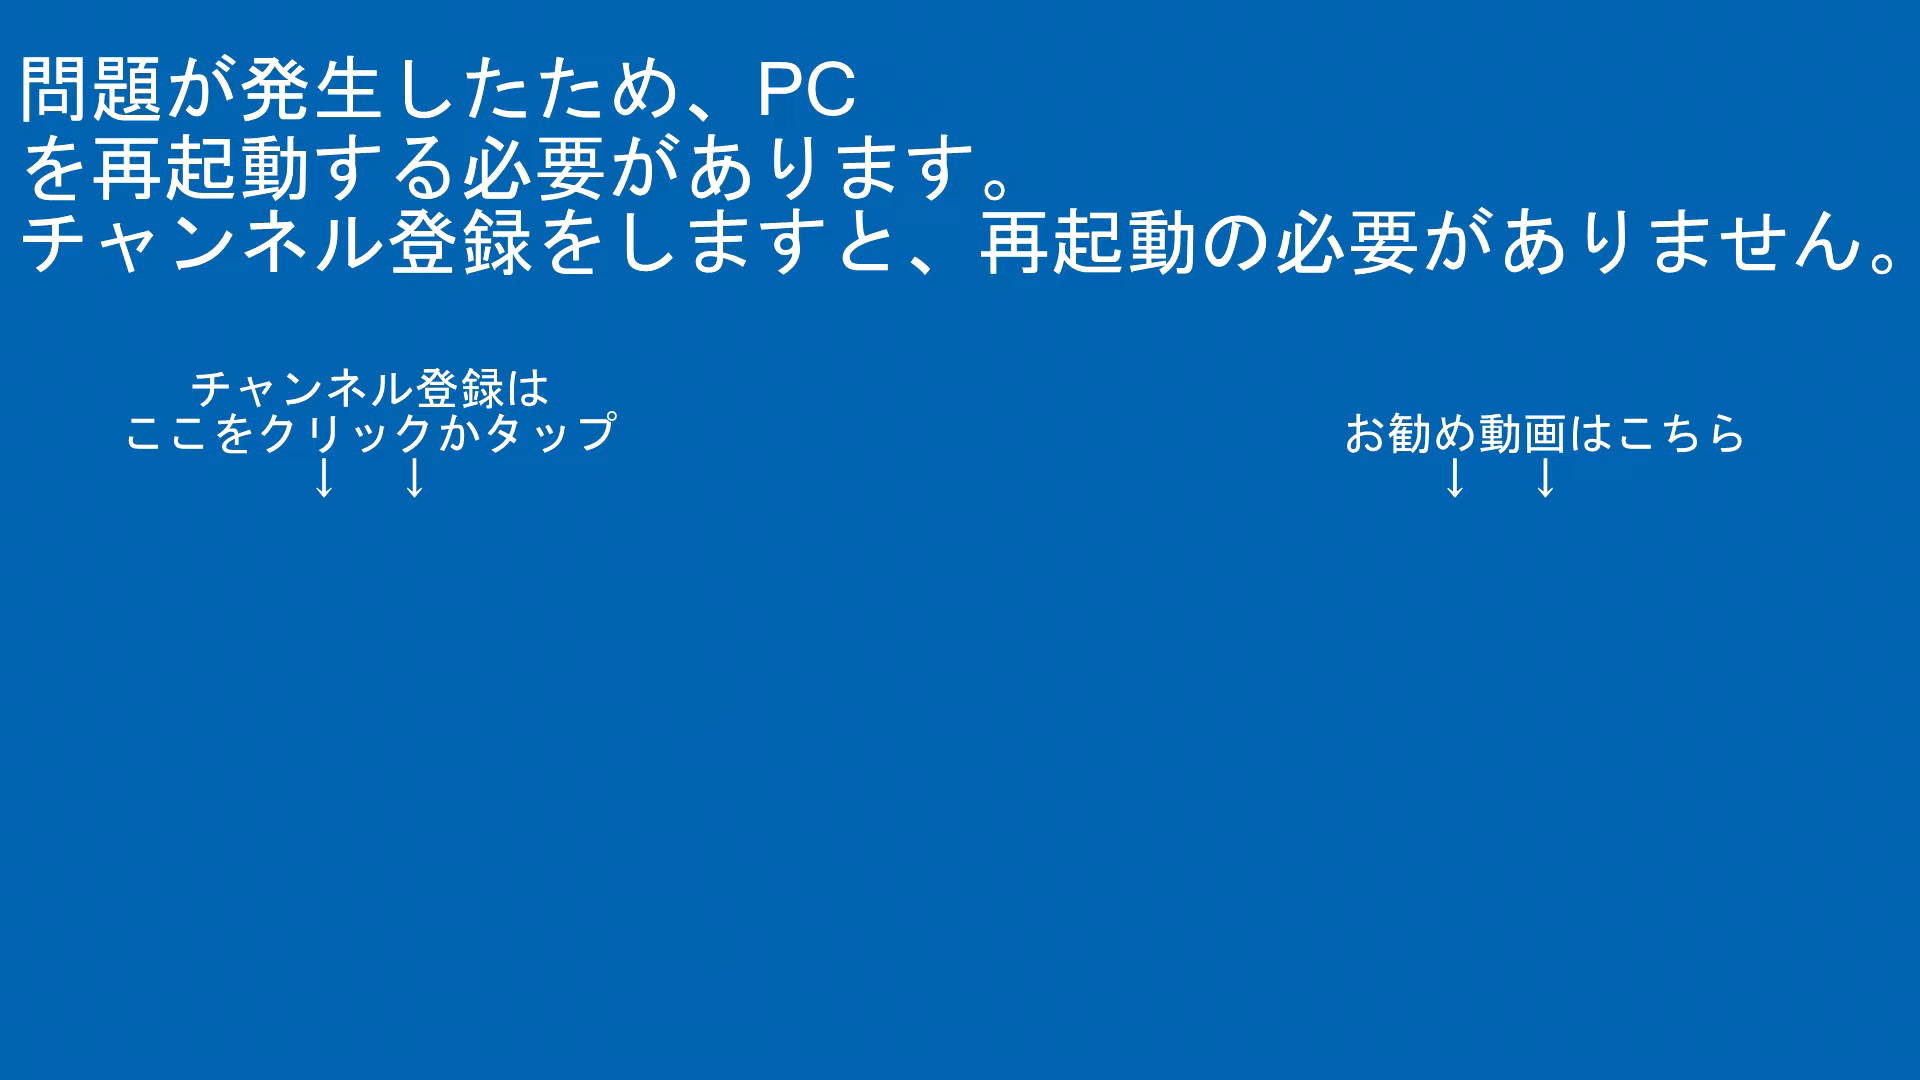 問題が発生したため、PC
を再起動する必要があります。
チャンネル登録をしますと、再起動の必要がありません。
チャンネル登録は
ここをクリックかタップ
↓ ↓
お勧め動画はこちら
↓ ↓